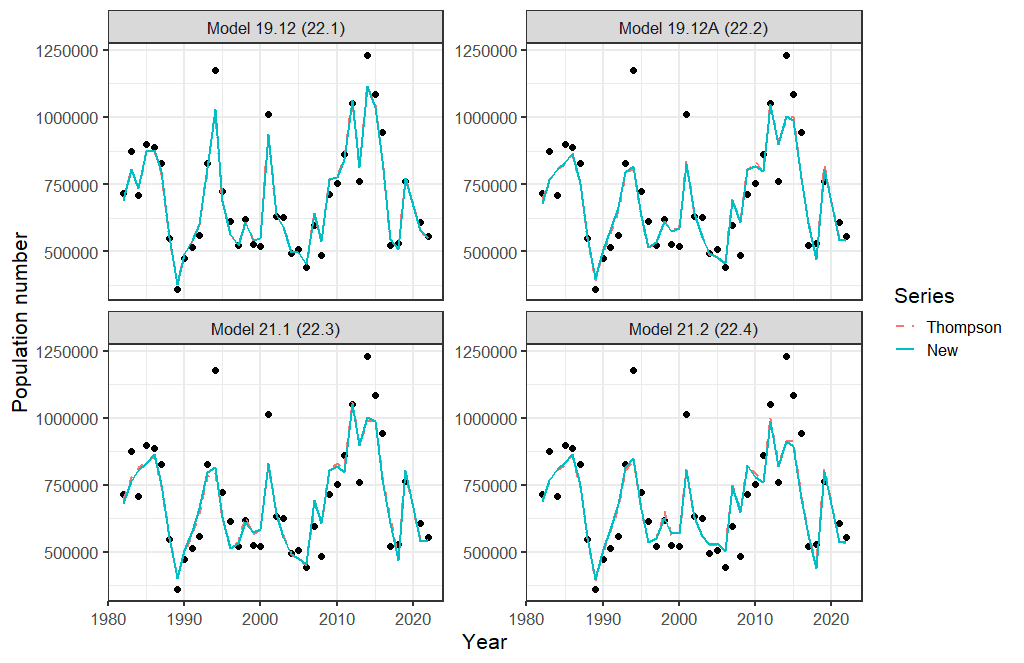 Model 19.12 (22.1)
Model 19.12A (22.2)
1250000
1000000
750000
500000
1250000
1000000
750000
500000
Model 21.1 (22.3)
Model 21.2 (22.4)
1250000
1000000
750000
500000
1250000
1000000
750000
500000
1980
1990
2000
2010
2020
1980
1990
2000
2010
2020
Year
Population number
Series
Thompson
New